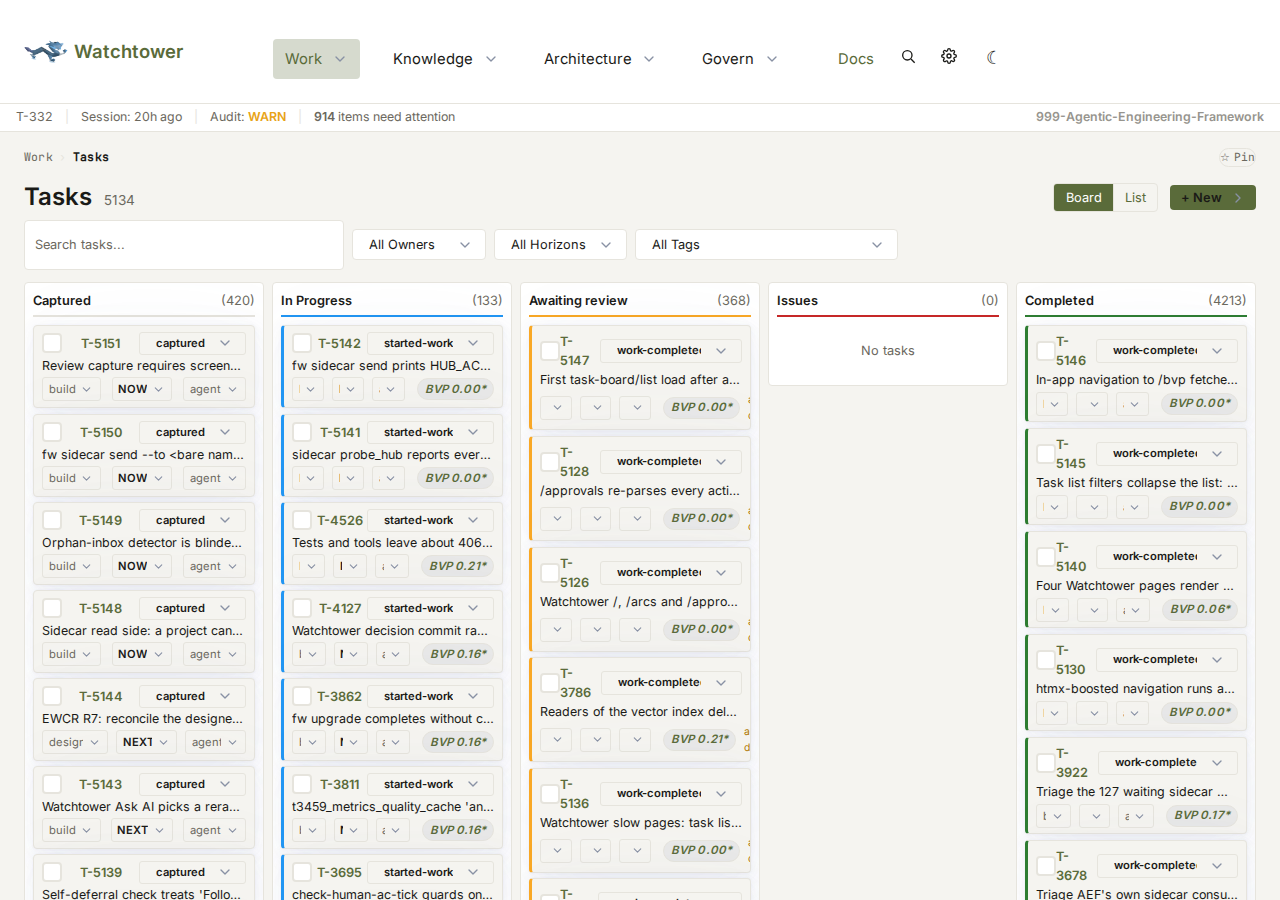 Watchtower
Work
Knowledge
Architecture
Govern
Docs
T-332
Session: 20h ago
Audit: WARN
914 items need attention
999-Agentic-Engineering-Framework
Work › Tasks
☆ Pin
Tasks 5134
Board
List
+ New
Search tasks...
All Owners
All Horizons
All Tags
Captured (420)
T-5151 captured
Review capture requires screen...
build NOW agent
T-5150 captured
fw sidecar send --to <bare nam...
build NOW agent
T-5149 captured
Orphan-inbox detector is blinde...
build NOW agent
T-5148 captured
Sidecar read side: a project can...
build NOW agent
T-5144 captured
EWCR R7: reconcile the designe...
NEXT agent
T-5143 captured
Watchtower Ask AI picks a rera...
build NEXT agent
T-5139 captured
Self-deferral check treats 'Follo...
In Progress (133)
T-5142 started-work
fw sidecar send prints HUB_AC...
BVP 0.00*
T-5141 started-work
sidecar probe_hub reports ever...
BVP 0.00*
T-4526 started-work
Tests and tools leave about 406...
BVP 0.21*
T-4127 started-work
Watchtower decision commit ra...
BVP 0.16*
T-3862 started-work
fw upgrade completes without c...
BVP 0.16*
T-3811 started-work
t3459_metrics_quality_cache 'an...
BVP 0.16*
T-3695 started-work
check-human-ac-tick guards on...
Awaiting review (368)
T-
5147
work-complete
First task-board/list load after a...
BVP 0.00*
T-
5128
work-complete
/approvals re-parses every acti...
BVP 0.00*
T-
5126
work-complete
Watchtower /, /arcs and /appro...
BVP 0.00*
T-
3786
work-complete
Readers of the vector index del...
BVP 0.21*
T-
5136
work-complete
Watchtower slow pages: task lis...
BVP 0.00*
T-
Issues (0)
No tasks
Completed (4213)
T-
5146
work-complete
In-app navigation to /bvp fetche...
BVP 0.00*
T-
5145
work-complete
Task list filters collapse the list: ...
BVP 0.00*
T-
5140
work-complete
Four Watchtower pages render ...
BVP 0.06*
T-
5130
work-complete
htmx-boosted navigation runs a...
BVP 0.00*
T-
3922
work-complete
Triage the 127 waiting sidecar ...
BVP 0.17*
T-
3678
work-complete
Triage AEF's own sidecar consu...